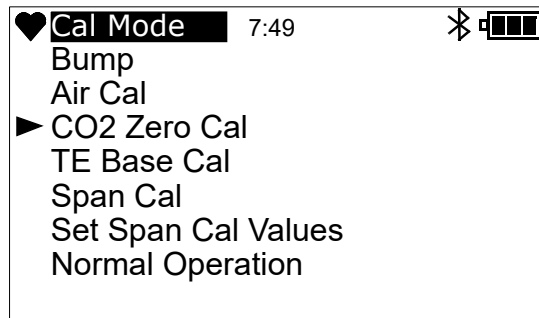 Cal Mode 7:49
Bump
Air Cal
CO2 Zero Cal
TE Base Cal
Span Cal
Set Span Cal Values
Normal Operation